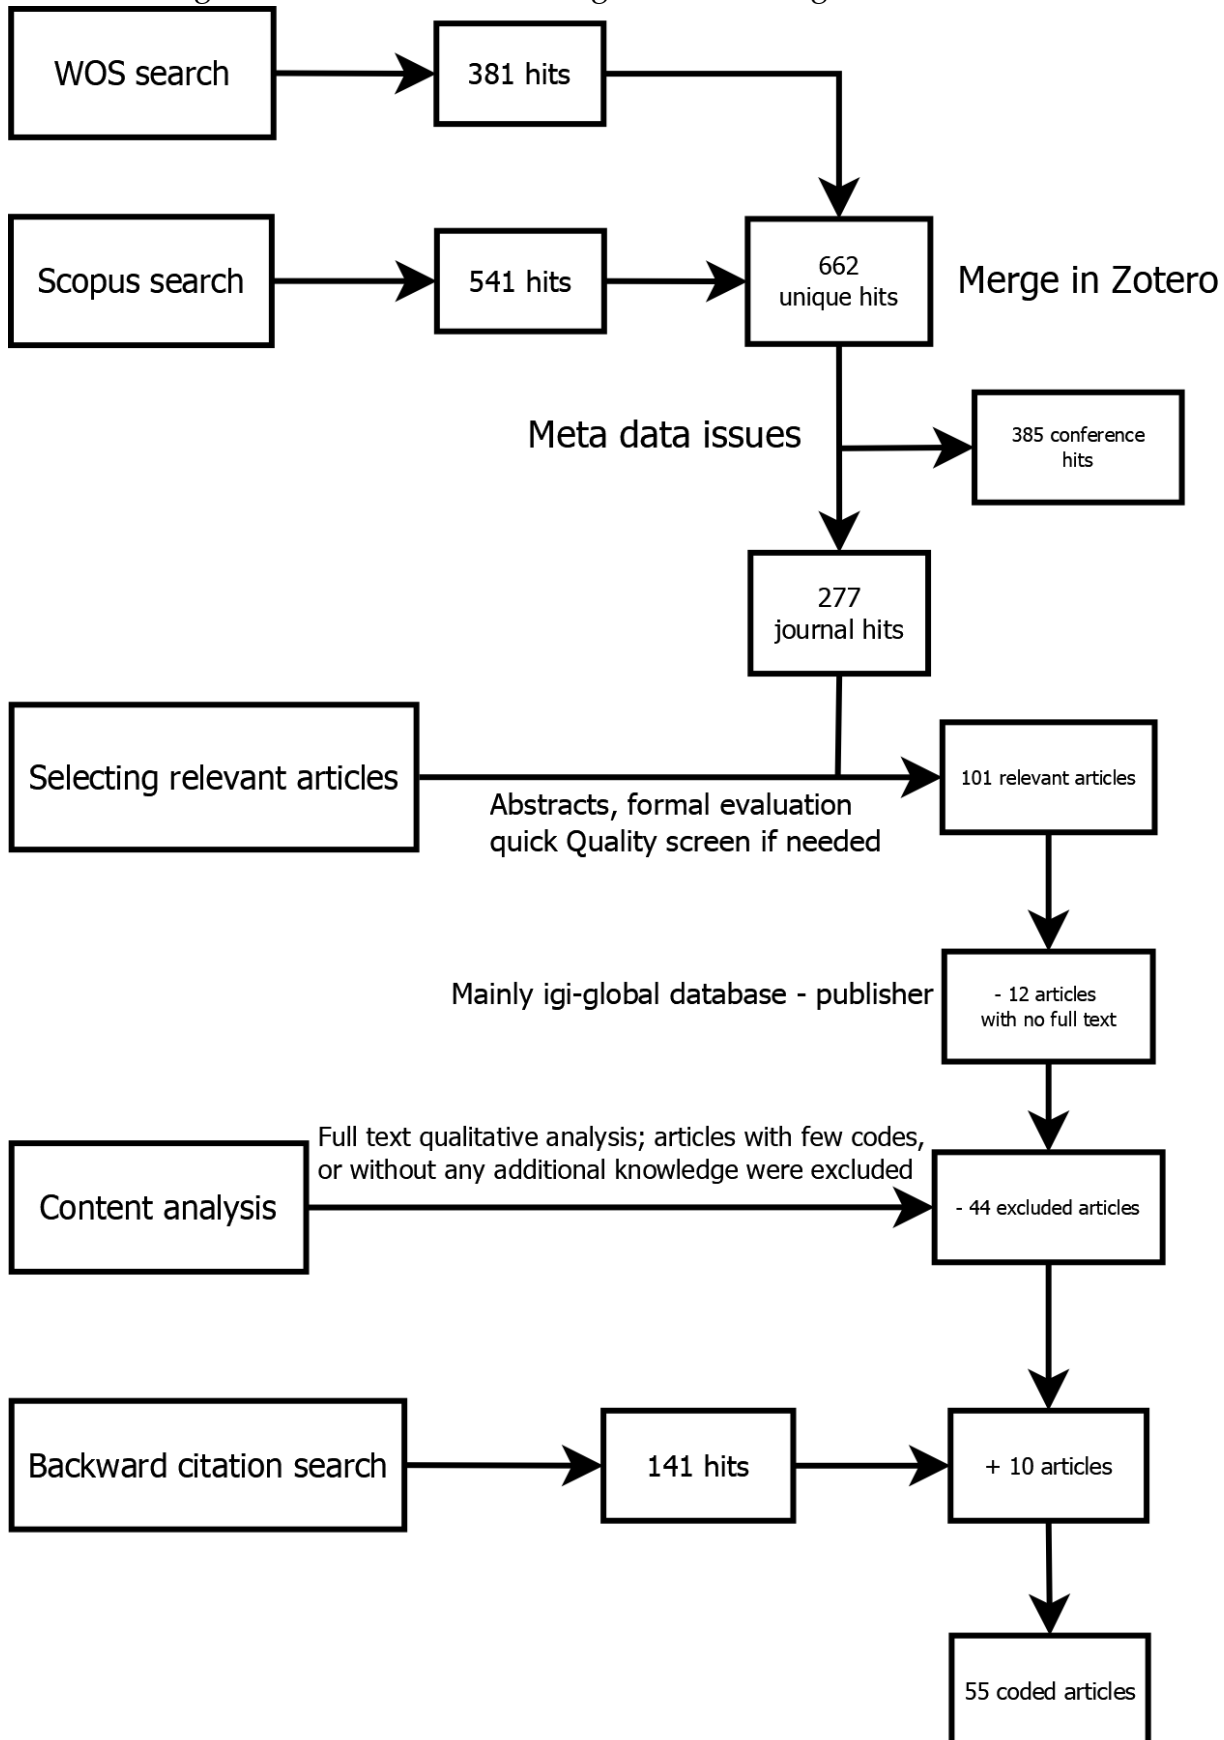 WOS search
381 hits
Scopus search
541 hits
662
unique hits
Merge in Zotero
Meta data issues
385 conference
hits
277
journal hits
Selecting relevant articles
Abstracts, formal evaluation
quick Quality screen if needed
101 relevant articles
Mainly igi-global database - publisher
- 12 articles
with no full text
Full text qualitative analysis; articles with few codes,
or without any additional knowledge were excluded
Content analysis
- 44 excluded articles
Backward citation search
141 hits
+ 10 articles
55 coded articles